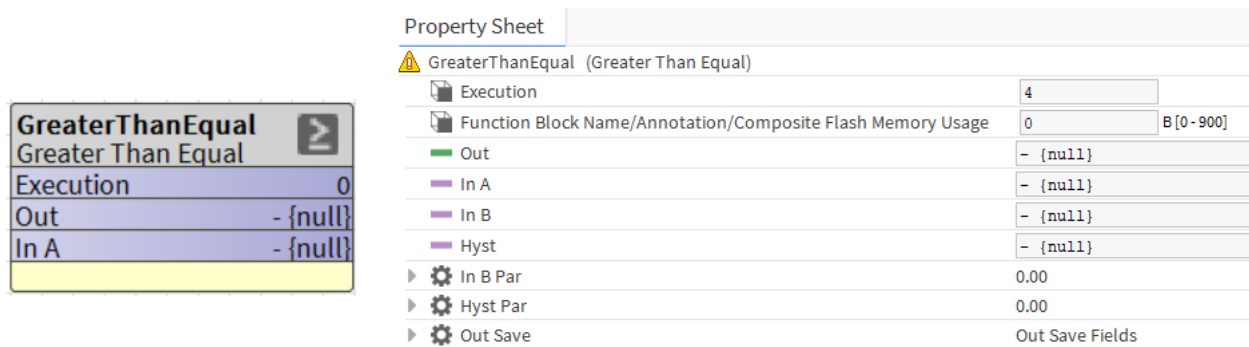 GreaterThanEqual
Greater Than Equal
Execution 0
Out - {null}
In A - {null}
Property Sheet
GreaterThanEqual (Greater Than Equal)
Execution 4
Function Block Name/Annotation/Composite Flash Memory Usage 0 B [0 - 900]
Out - {null}
In A - {null}
In B - {null}
Hyst - {null}
In B Par 0.00
Hyst Par 0.00
Out Save Out Save Fields